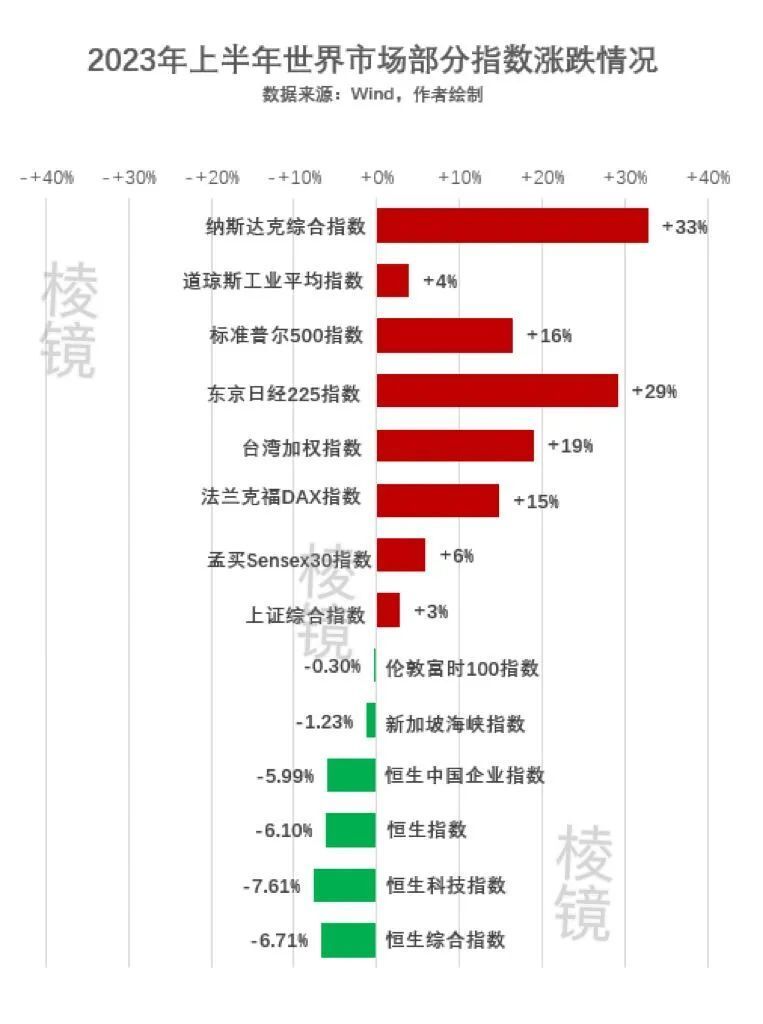 2023年上半年世界市场部分指数涨跌情况
数据来源：Wind，作者绘制
-+40% -+30% -+20% -+10% +0% +10% +20% +30% +40%
纳斯达克综合指数 +33%
道琼斯工业平均指数 +4%
标准普尔500指数 +16%
东京日经225指数 +29%
台湾加权指数 +19%
法兰克福DAX指数 +15%
孟买Sensex30指数 +6%
上证综合指数 +3%
-0.30% 伦敦富时100指数
-1.23% 新加坡海峡指数
-5.99% 恒生中国企业指数
-6.10% 恒生指数
-7.61% 恒生科技指数
-6.71% 恒生综合指数
棱镜
棱镜
棱镜